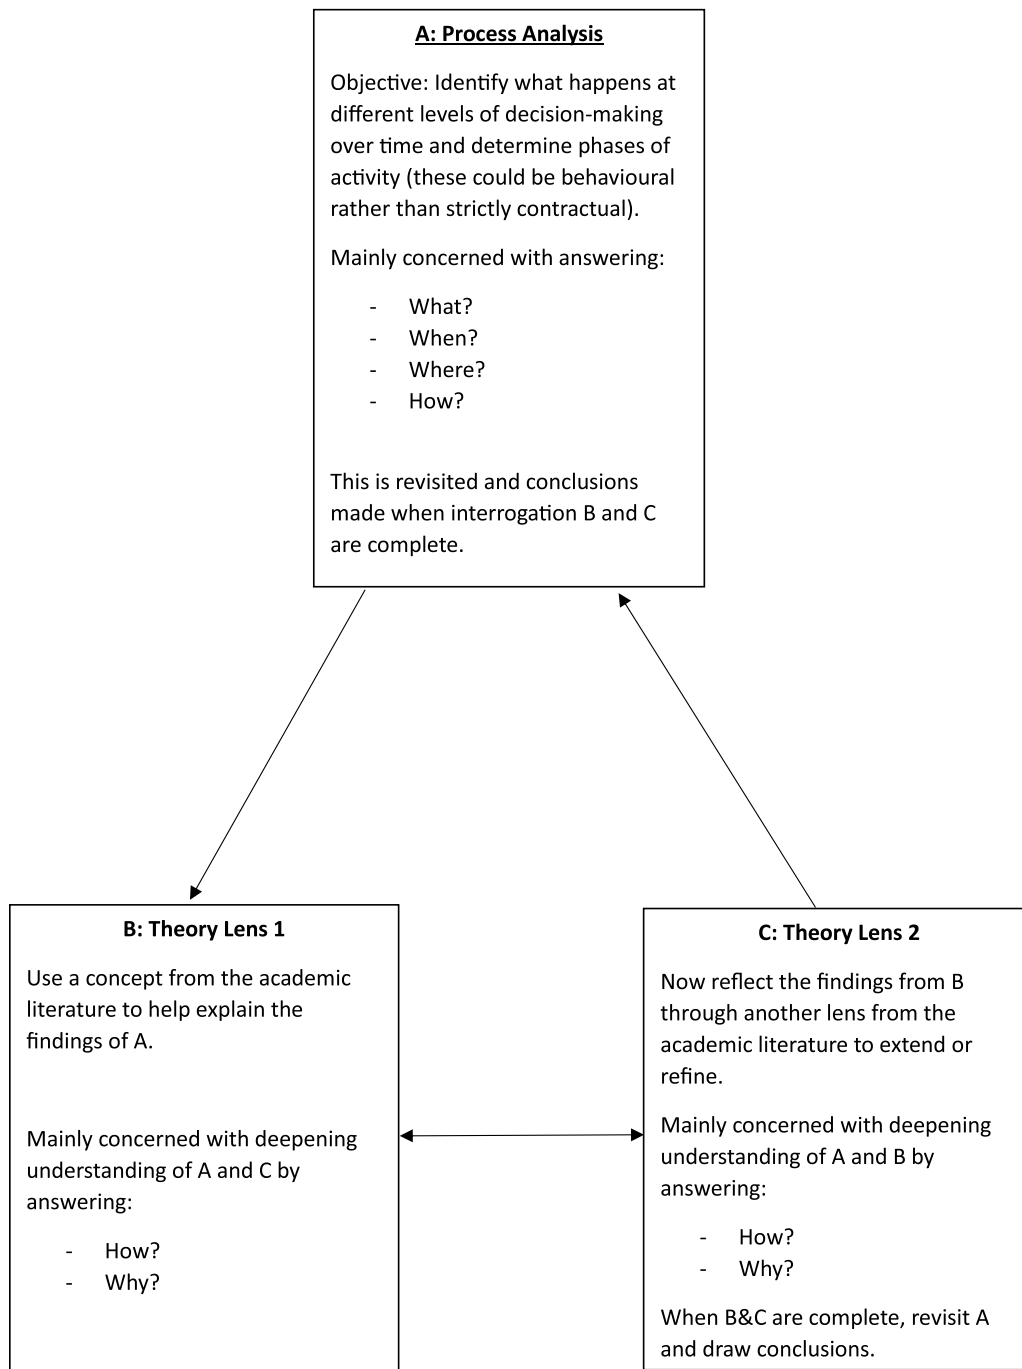 A: Process Analysis
Objective: Identify what happens at
different levels of decision-making
over time and determine phases of
activity (these could be behavioural
rather than strictly contractual).
Mainly concerned with answering:
- What?
- When?
- Where?
- How?
This is revisited and conclusions
made when interrogation B and C
are complete.
B: Theory Lens 1
Use a concept from the academic
literature to help explain the
findings of A.
Mainly concerned with deepening
understanding of A and C by
answering:
- How?
- Why?
C: Theory Lens 2
Now reflect the findings from B
through another lens from the
academic literature to extend or
refine.
Mainly concerned with deepening
understanding of A and B by
answering:
- How?
- Why?
When B&C are complete, revisit A
and draw conclusions.